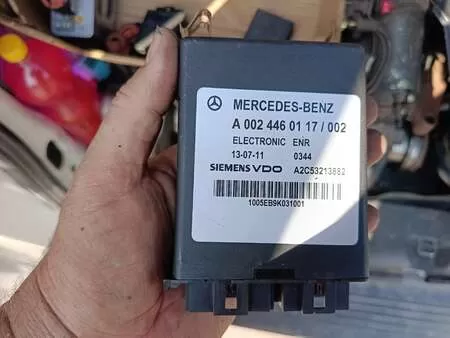 MERCEDES-BENZ
A 002 446 01 17 / 002
ELECTRONIC ENR
13-07-11 0344
SIEMENS VDO A2C53213882
1005EB9K031001